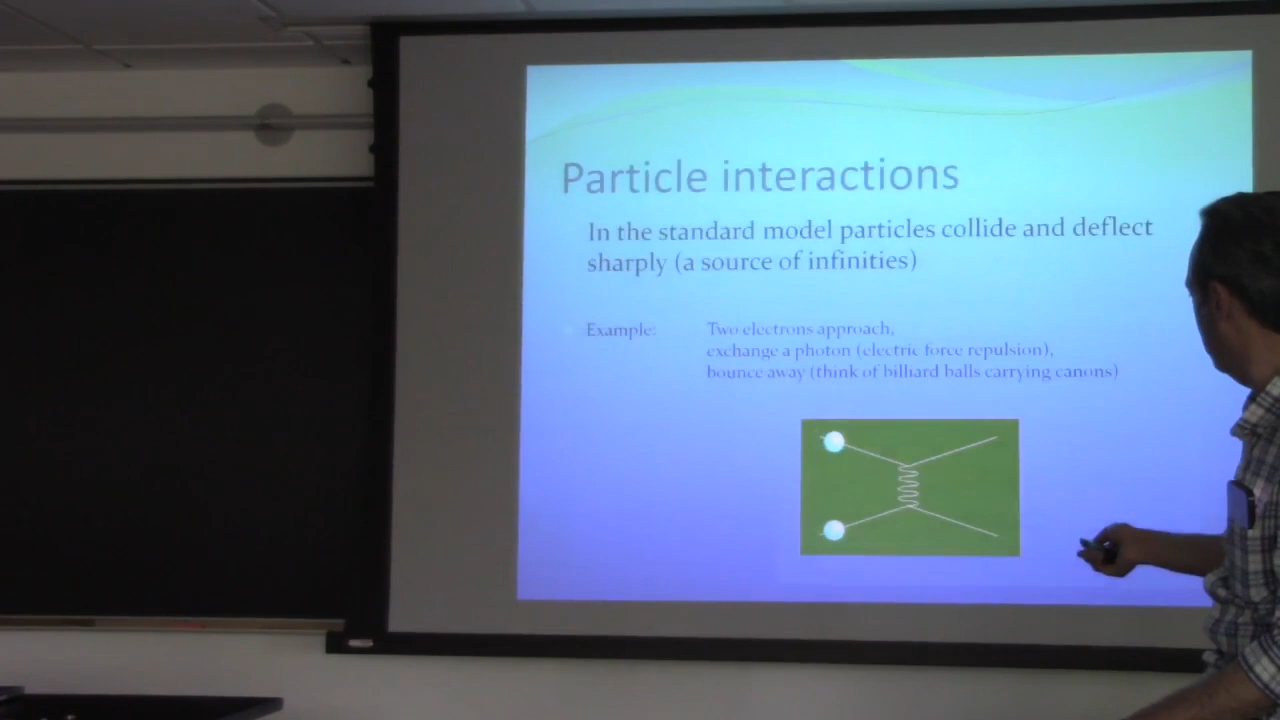 Particle interactions
In the standard model particles collide and deflect
sharply (a source of infinities)
Example: Two electrons approach,
exchange a photon (electric force repulsion),
bounce away (think of billiard balls carrying canons)